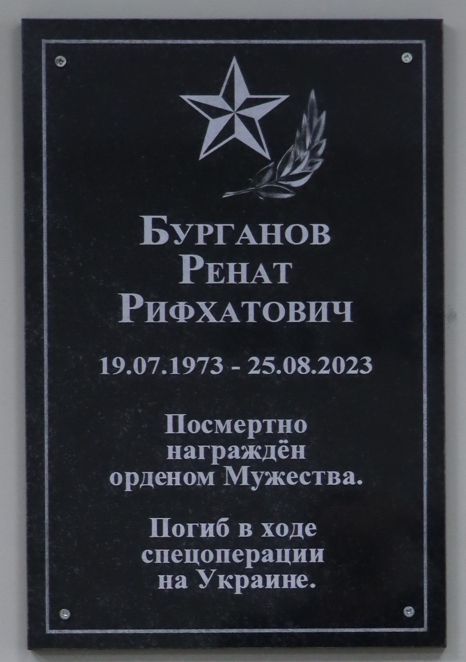 Бурганов
Ренат
Рифхатович
19.07.1973 - 25.08.2023
Посмертно
награждён
орденом Мужества.
Погиб в ходе
спецоперации
на Украине.